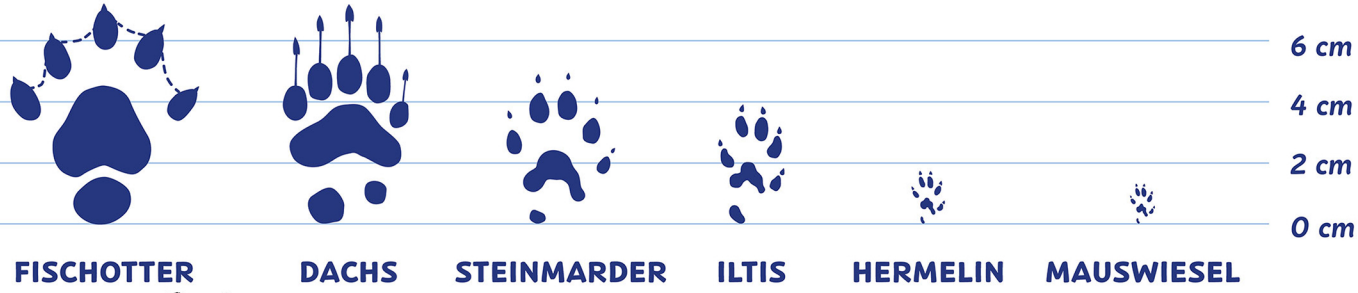 6 cm
4 cm
2 cm
0 cm
FISCHOTTER DACHS STEINMARDER ILTIS HERMELIN MAUSWIESEL